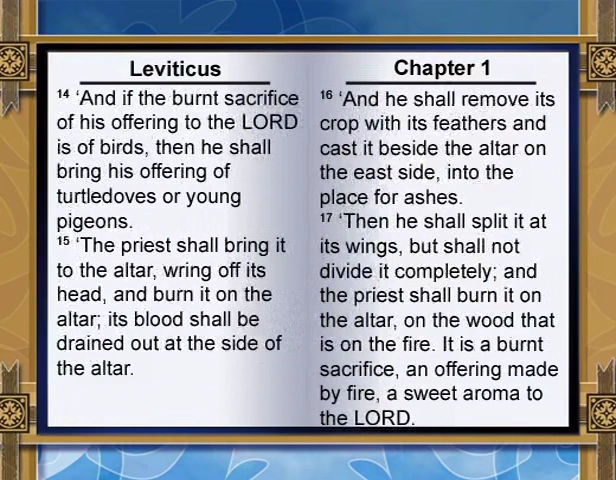 Leviticus
¹⁴ ‘And if the burnt sacrifice
of his offering to the LORD
is of birds, then he shall
bring his offering of
turtledoves or young
pigeons.
¹⁵ ‘The priest shall bring it
to the altar, wring off its
head, and burn it on the
altar; its blood shall be
drained out at the side of
the altar.
Chapter 1
¹⁶ ‘And he shall remove its
crop with its feathers and
cast it beside the altar on
the east side, into the
place for ashes.
¹⁷ ‘Then he shall split it at
its wings, but shall not
divide it completely; and
the priest shall burn it on
the altar, on the wood that
is on the fire. It is a burnt
sacrifice, an offering made
by fire, a sweet aroma to
the LORD.